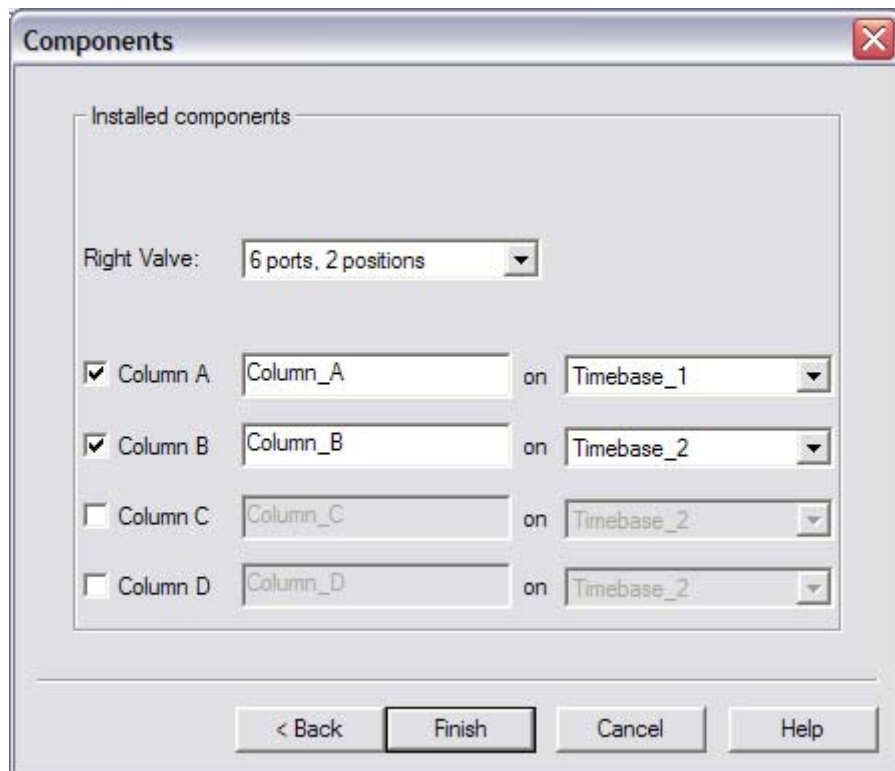 Components
Installed components
Right Valve: 6 ports, 2 positions
Column A Column_A on Timebase_1
Column B Column_B on Timebase_2
Column C Column_C on Timebase_2
Column D Column_D on Timebase_2
< Back Finish Cancel Help